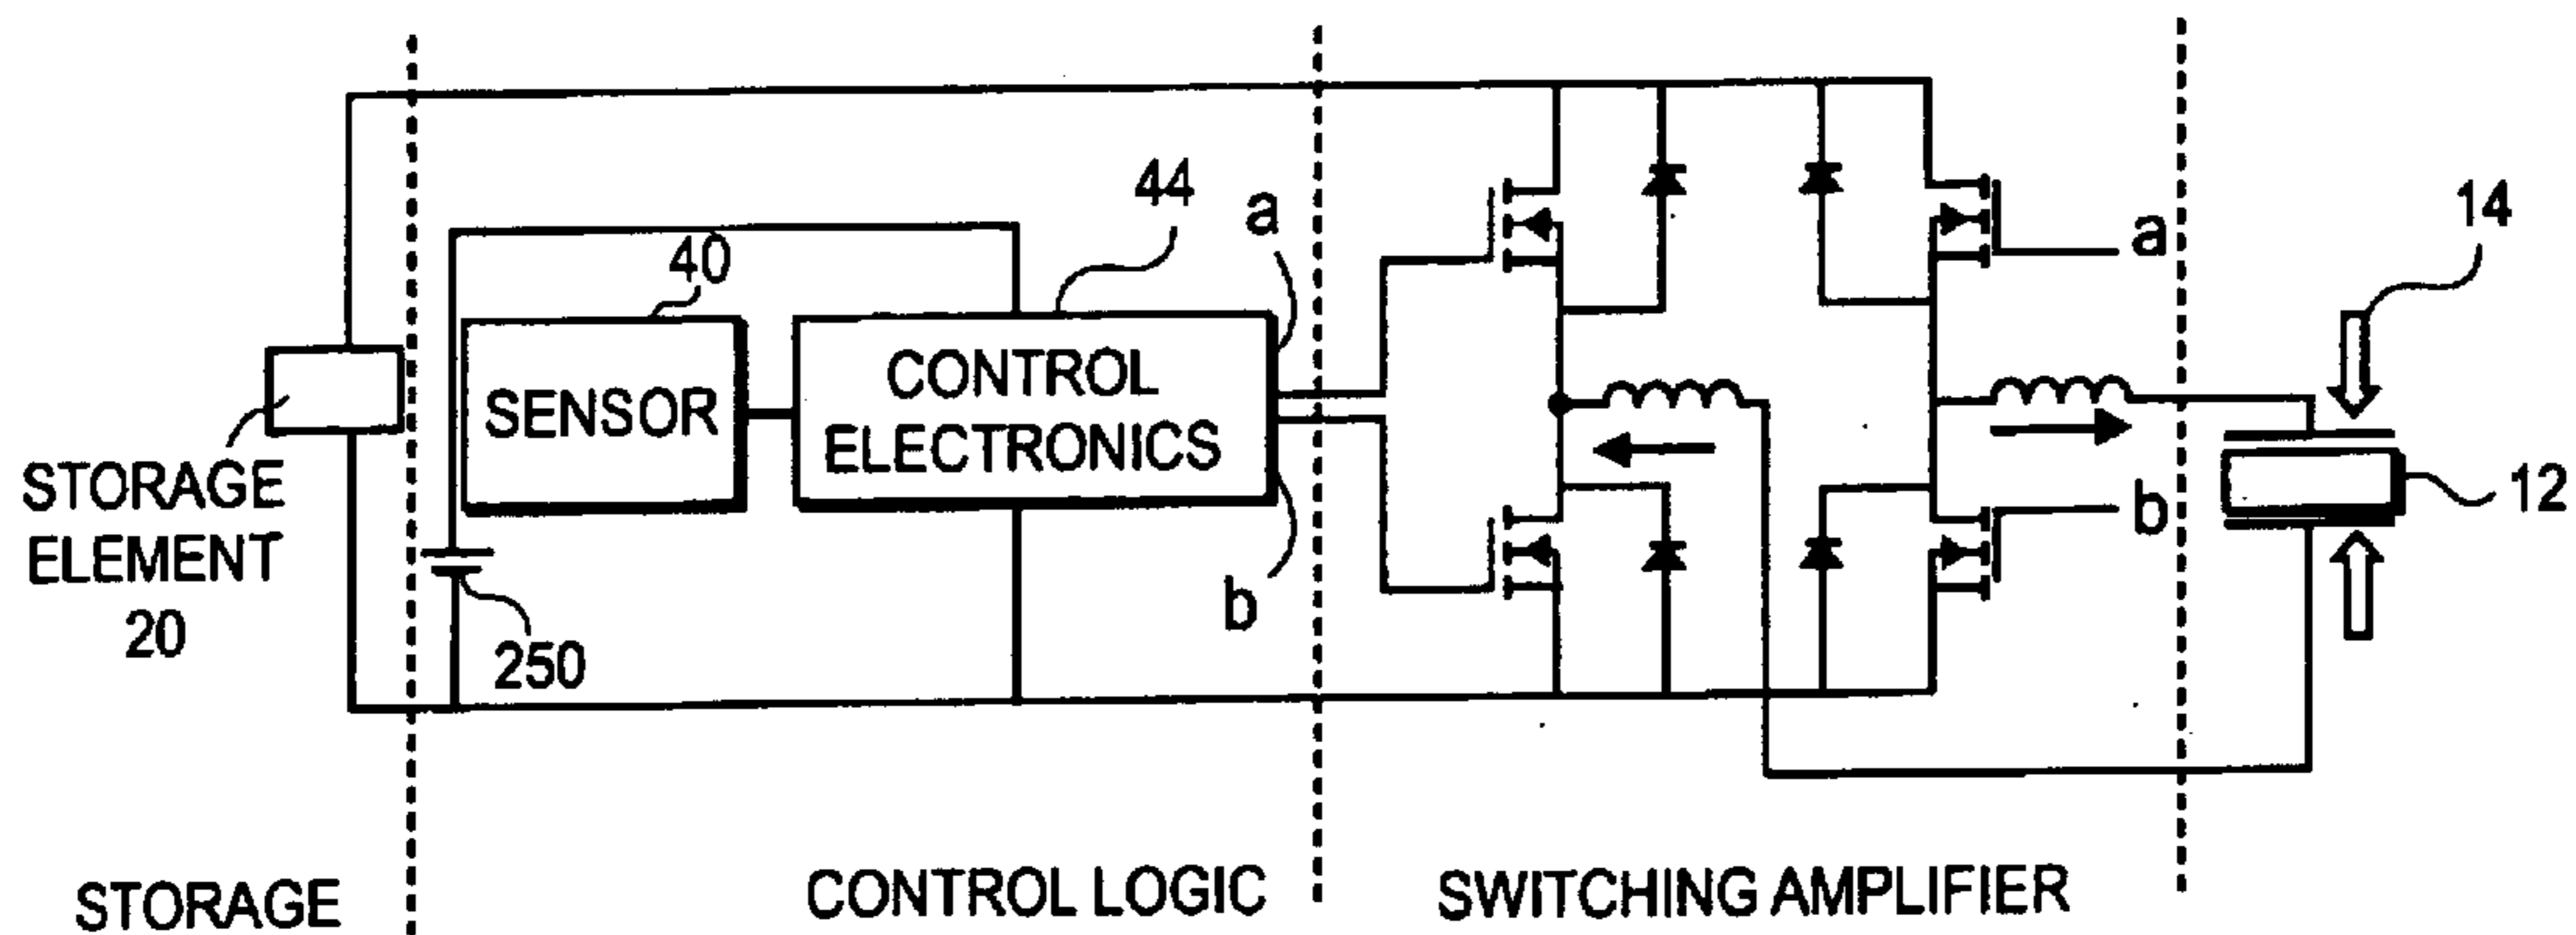 44
a
14
40
a
SENSOR
CONTROL
ELECTRONICS
STORAGE
ELEMENT
20
250
b
b
12
STORAGE
CONTROL LOGIC
SWITCHING AMPLIFIER